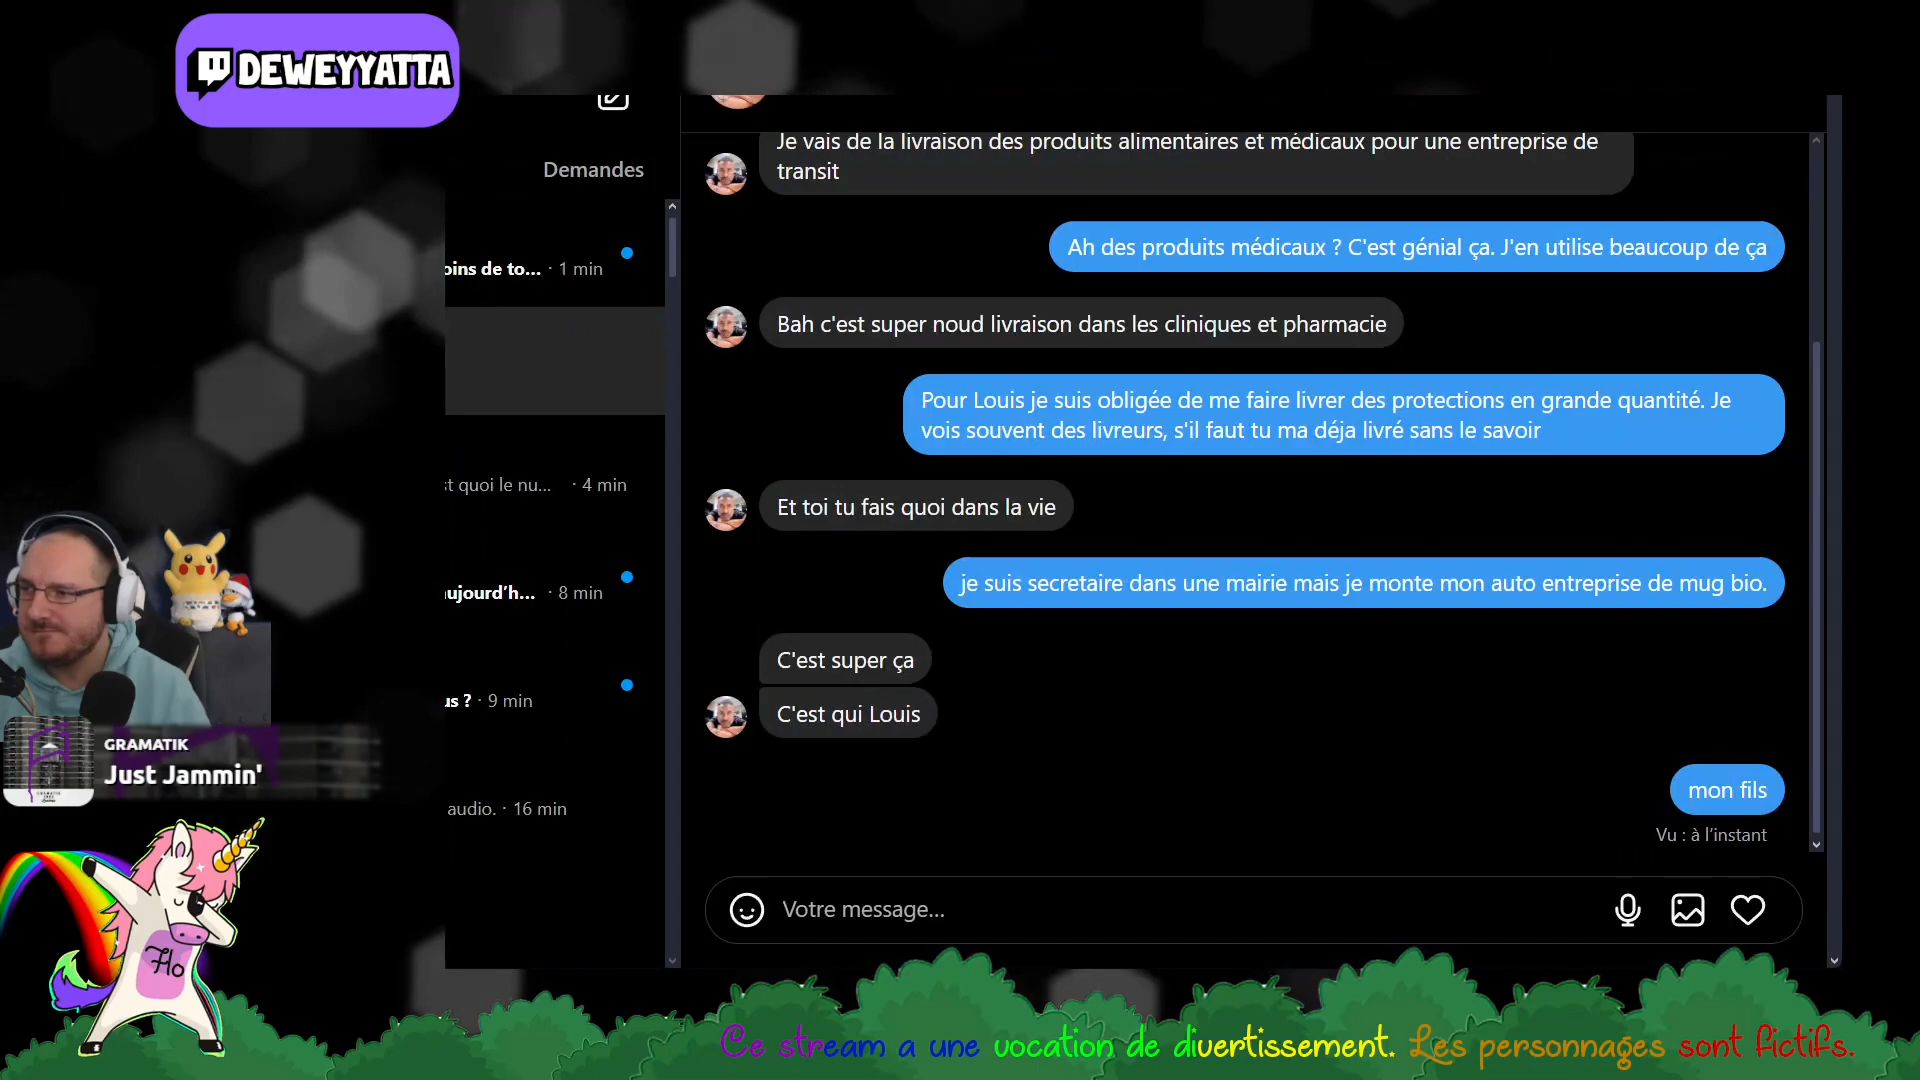 DEWEYYATTA
Demandes
oins de to... · 1 min
st quoi le nu... · 4 min
aujourd'h... · 8 min
us ? · 9 min
audio. · 16 min
Je vais de la livraison des produits alimentaires et médicaux pour une entreprise de
transit
Ah des produits médicaux ? C'est génial ça. J'en utilise beaucoup de ça
Bah c'est super noud livraison dans les cliniques et pharmacie
Pour Louis je suis obligée de me faire livrer des protections en grande quantité. Je
vois souvent des livreurs, s'il faut tu ma déja livré sans le savoir
Et toi tu fais quoi dans la vie
je suis secretaire dans une mairie mais je monte mon auto entreprise de mug bio.
C'est super ça
C'est qui Louis
mon fils
Vu : à l'instant
Votre message...
GRAMATIK
Just Jammin'
Flo
Ce stream a une vocation de divertissement. Les personnages sont fictifs.